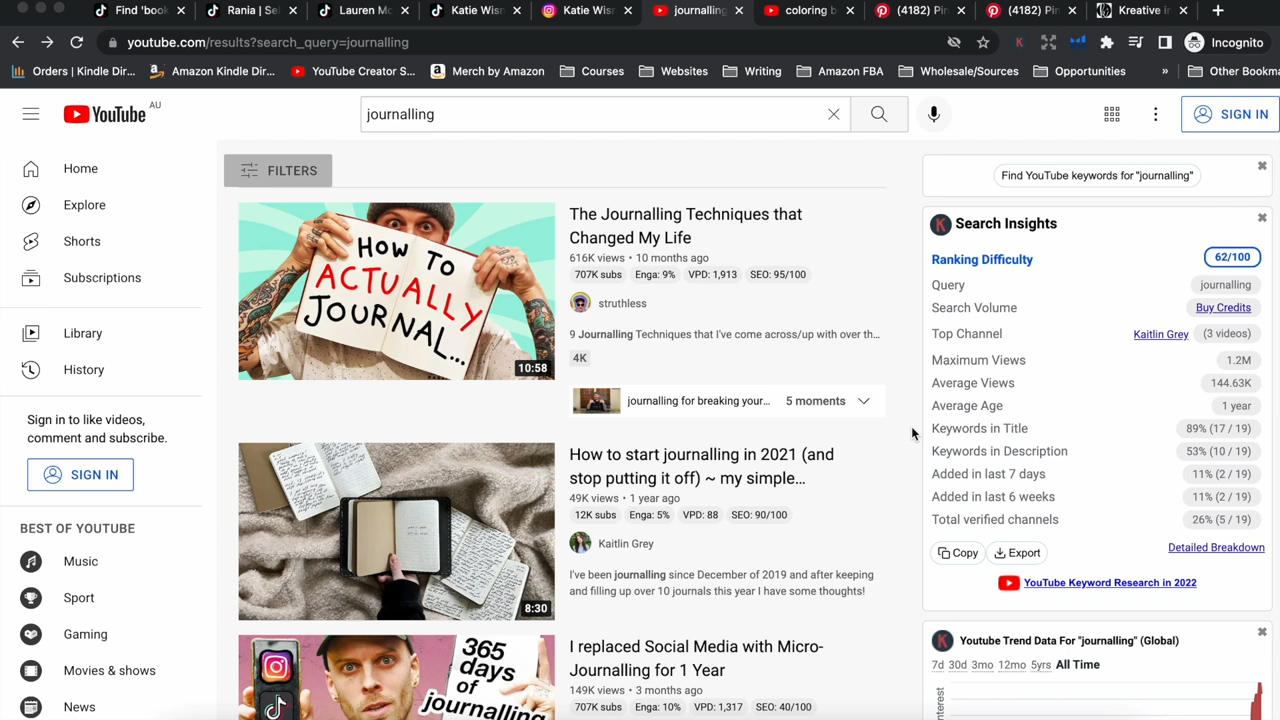 Find 'book
Rania | Sel
Lauren Mc
Katie Wisn
Katie Wisn
journalling
coloring b
(4182) Pin
(4182) Pin
Kreative in
youtube.com/results?search_query=journalling
Incognito
Orders | Kindle Dir...
Amazon Kindle Dir...
YouTube Creator S...
Merch by Amazon
Courses
Websites
Writing
Amazon FBA
Wholesale/Sources
Opportunities
»
Other Bookma
YouTube AU
journalling
SIGN IN
Home
Explore
Shorts
Subscriptions
Library
History
Sign in to like videos,
comment and subscribe.
SIGN IN
BEST OF YOUTUBE
Music
Sport
Gaming
Movies & shows
News
FILTERS
HOW TO
ACTUALLY
JOURNAL...
10:58
The Journalling Techniques that
Changed My Life
616K views • 10 months ago
707K subs Enga: 9% VPD: 1,913 SEO: 95/100
struthless
9 Journalling Techniques that I've come across/up with over th...
4K
journalling for breaking your... 5 moments
8:30
How to start journalling in 2021 (and
stop putting it off) ~ my simple...
49K views • 1 year ago
12K subs Enga: 5% VPD: 88 SEO: 90/100
Kaitlin Grey
I've been journalling since December of 2019 and after keeping
and filling up over 10 journals this year I have some thoughts!
365
days
of
journalling
I replaced Social Media with Micro-
Journalling for 1 Year
149K views • 3 months ago
707K subs Enga: 10% VPD: 1,317 SEO: 40/100
Find YouTube keywords for "journalling"
K Search Insights
Ranking Difficulty 62/100
Query journalling
Search Volume Buy Credits
Top Channel Kaitlin Grey (3 videos)
Maximum Views 1.2M
Average Views 144.63K
Average Age 1 year
Keywords in Title 89% (17 / 19)
Keywords in Description 53% (10 / 19)
Added in last 7 days 11% (2 / 19)
Added in last 6 weeks 11% (2 / 19)
Total verified channels 26% (5 / 19)
Copy Export Detailed Breakdown
YouTube Keyword Research in 2022
K Youtube Trend Data For "journalling" (Global)
7d 30d 3mo 12mo 5yrs All Time
nterest